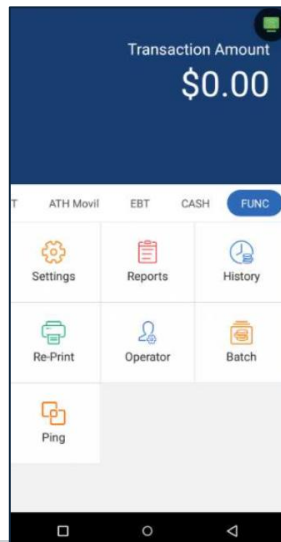 Transaction Amount
$0.00
T ATH Movil EBT CASH FUNC
Settings Reports History
Re-Print Operator Batch
Ping